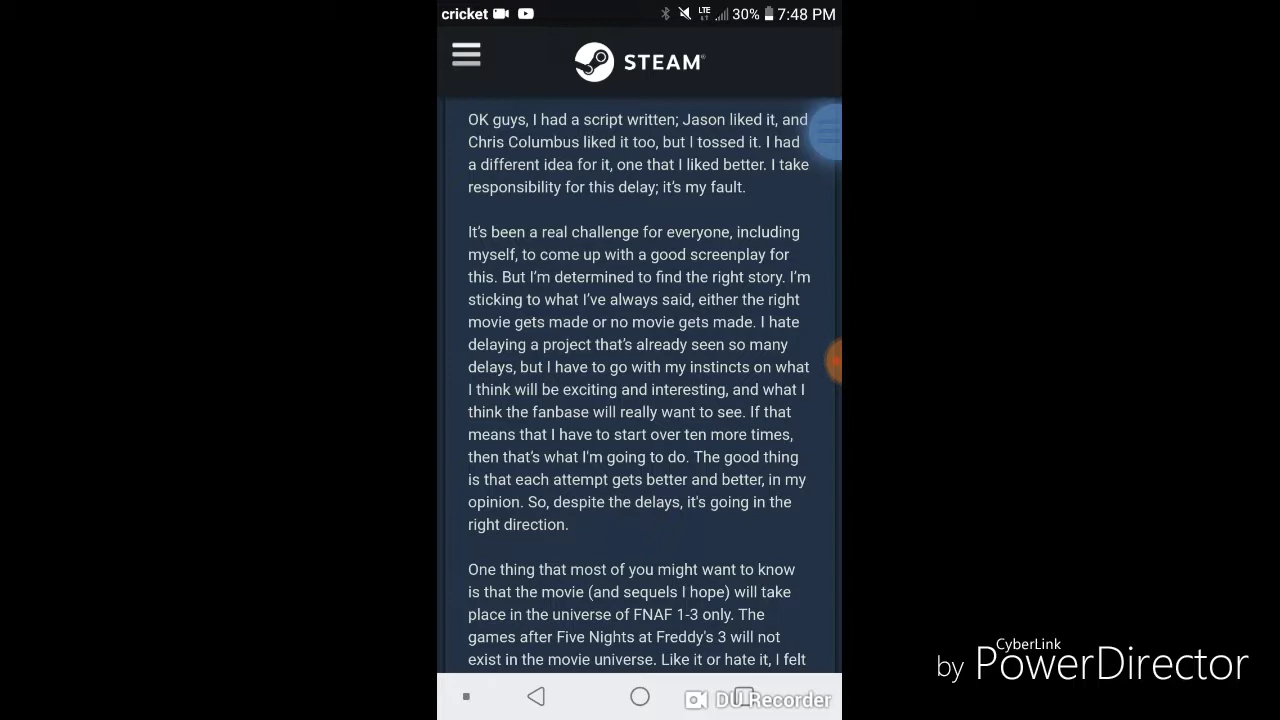 cricket LTE 30% 7:48 PM
STEAM®
OK guys, I had a script written; Jason liked it, and
Chris Columbus liked it too, but I tossed it. I had
a different idea for it, one that I liked better. I take
responsibility for this delay; it's my fault.
It's been a real challenge for everyone, including
myself, to come up with a good screenplay for
this. But I'm determined to find the right story. I'm
sticking to what I've always said, either the right
movie gets made or no movie gets made. I hate
delaying a project that's already seen so many
delays, but I have to go with my instincts on what
I think will be exciting and interesting, and what I
think the fanbase will really want to see. If that
means that I have to start over ten more times,
then that's what I'm going to do. The good thing
is that each attempt gets better and better, in my
opinion. So, despite the delays, it's going in the
right direction.
One thing that most of you might want to know
is that the movie (and sequels I hope) will take
place in the universe of FNAF 1-3 only. The
games after Five Nights at Freddy's 3 will not
exist in the movie universe. Like it or hate it, I felt
DU Recorder
CyberLink
by PowerDirector